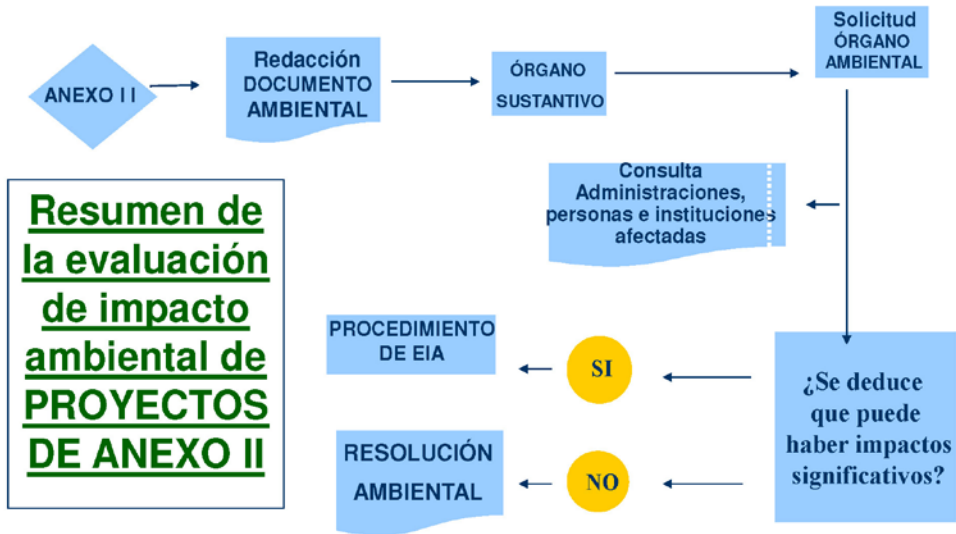 ANEXO II
Redacción
DOCUMENTO
AMBIENTAL
ÓRGANO
SUSTANTIVO
Solicitud
ÓRGANO
AMBIENTAL
Consulta
Administraciones,
personas e instituciones
afectadas
Resumen de
la evaluación
de impacto
ambiental de
PROYECTOS
DE ANEXO II
¿Se deduce
que puede
haber impactos
significativos?
SI
PROCEDIMIENTO
DE EIA
NO
RESOLUCIÓN
AMBIENTAL